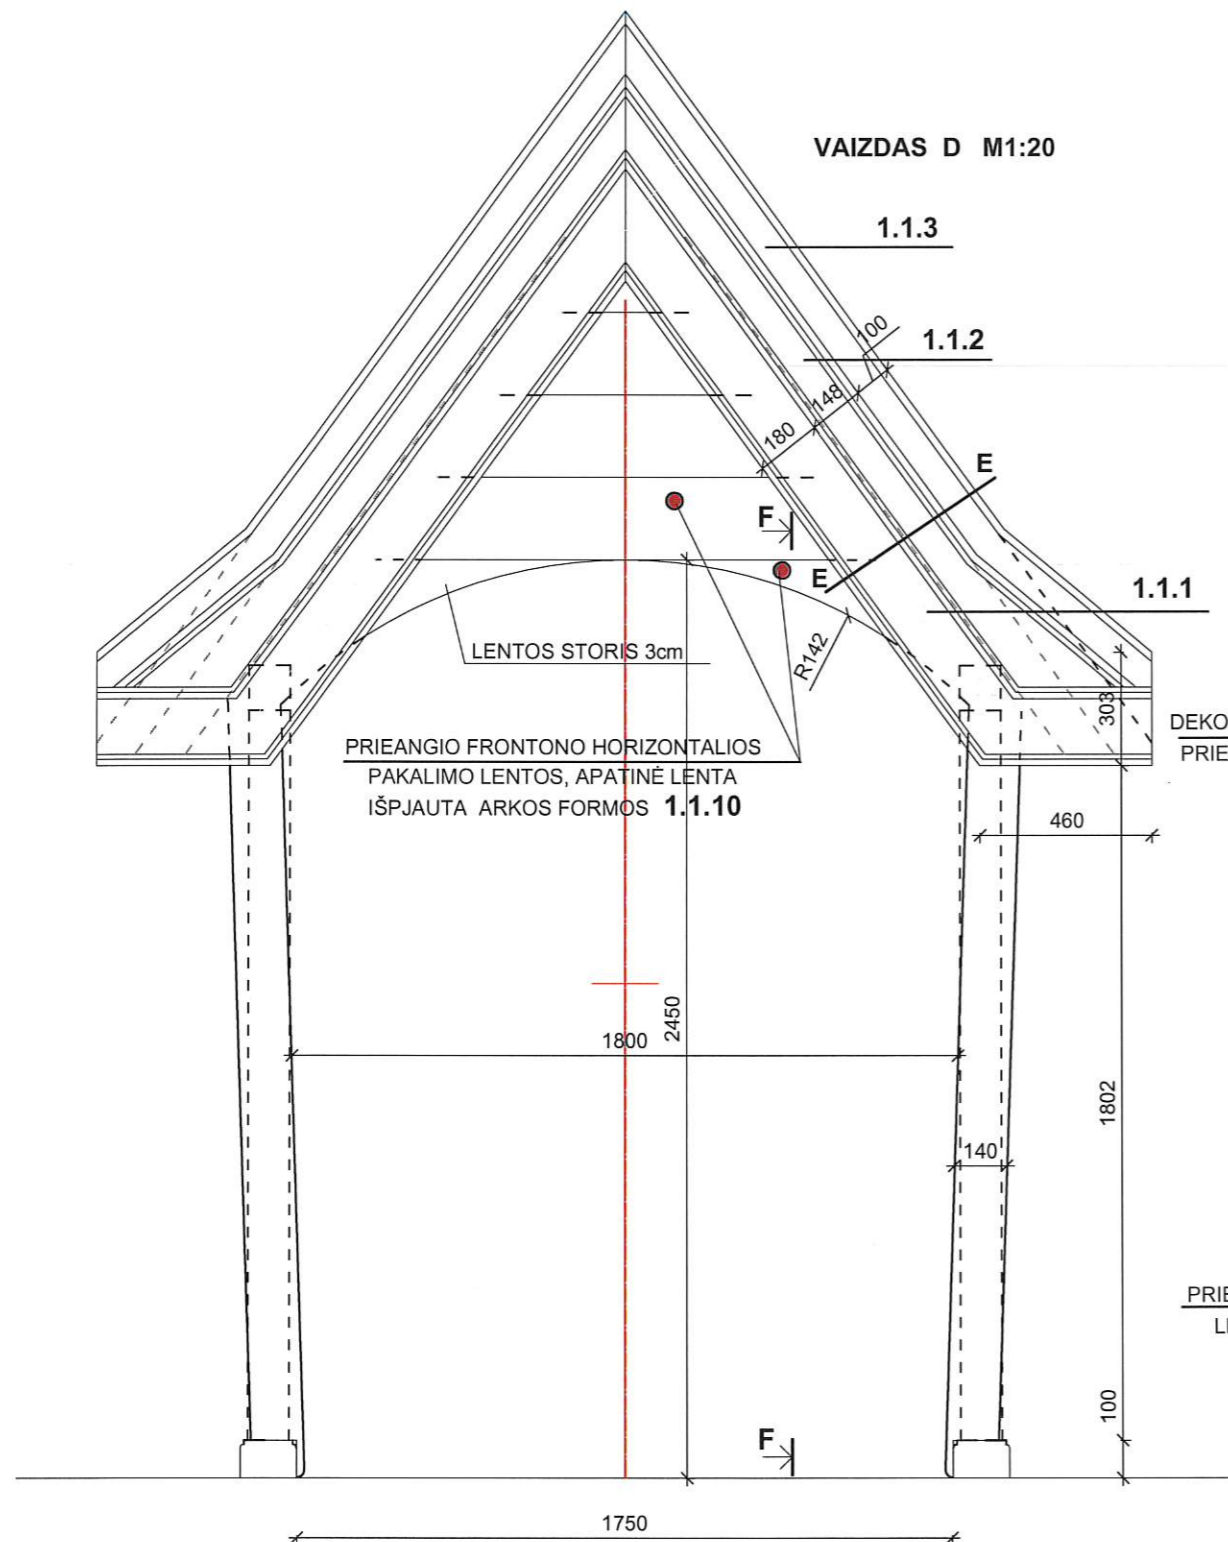 VAIZDAS D M1:20
1.1.3
100
1.1.2
148
180
E
F
E
1.1.1
LENTOS STORIS 3cm
R142
303
DEKO
PRIE
PRIEANGIO FRONTONO HORIZONTALIOS
PAKALIMO LENTOS, APATINĖ LENTA
IŠPJAUTA ARKOS FORMOS 1.1.10
460
2450
1800
1802
140
PRIE
LI
100
F
1750